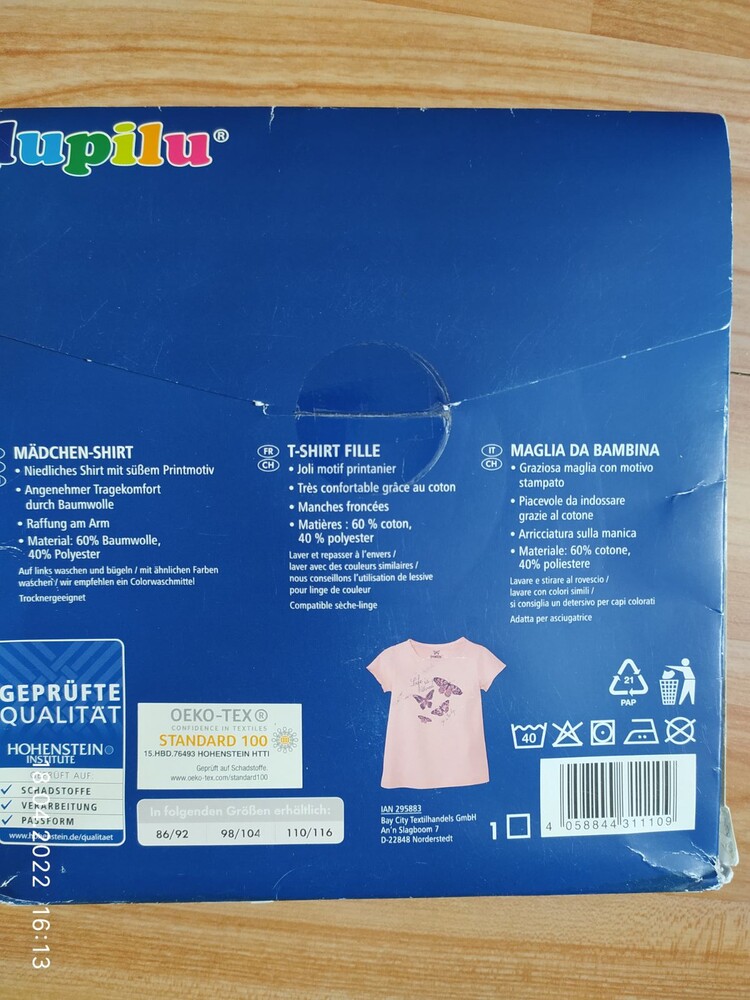 lupilu®
MÄDCHEN-SHIRT
• Niedliches Shirt mit süßem Printmotiv
• Angenehmer Tragekomfort
durch Baumwolle
• Raffung am Arm
• Material: 60% Baumwolle,
40% Polyester
Auf links waschen und bügeln / mit ähnlichen Farben
waschen / wir empfehlen ein Colorwaschmittel
Trocknergeeignet
FR
CH
T-SHIRT FILLE
• Joli motif printanier
• Très confortable grâce au coton
• Manches froncées
• Matières : 60 % coton,
40 % polyester
Laver et repasser à l'envers /
laver avec des couleurs similaires /
nous conseillons l'utilisation de lessive
pour linge de couleur
Compatible sèche-linge
IT
CH
MAGLIA DA BAMBINA
• Graziosa maglia con motivo
stampato
• Piacevole da indossare
grazie al cotone
• Arricciatura sulla manica
• Materiale: 60% cotone,
40% poliestere
Lavare e stirare al rovescio /
lavare con colori simili /
si consiglia un detersivo per capi colorati
Adatta per asciugatrice
GEPRÜFTE
QUALITÄT
HOHENSTEIN
INSTITUTE
GEPRÜFT AUF
SCHADSTOFFE
VERARBEITUNG
PASSFORM
www.hohenstein.de/qualitaet
OEKO-TEX®
CONFIDENCE IN TEXTILES
STANDARD 100
15.HBD.76493 HOHENSTEIN HTTI
Geprüft auf Schadstoffe.
www.oeko-tex.com/standard100
In folgenden Größen erhältlich:
86/92 98/104 110/116
IAN 295883
Bay City Textilhandels GmbH
An'n Slagboom 7
D-22848 Norderstedt
21
PAP
40
1
4 058844 311109
2022 16:13